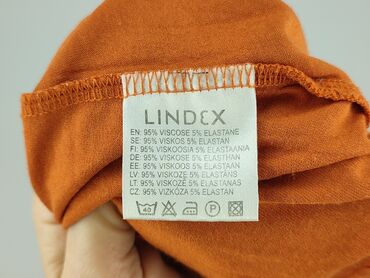 LINDEX
EN: 95% VISCOSE 5% ELASTANE
SE: 95% VISKOS 5% ELASTAN
FI: 95% VISKOOSIA 5% ELASTAANIA
DE: 95% VISKOSE 5% ELASTHAN
EE: 95% VISKOOS 5% ELASTAAN
LV: 95% VISKOZE 5% ELASTĀNS
LT: 95% VISKOZĖ 5% ELASTANAS
CZ: 95% VIZKOZA 5% ELASTAN
40 P